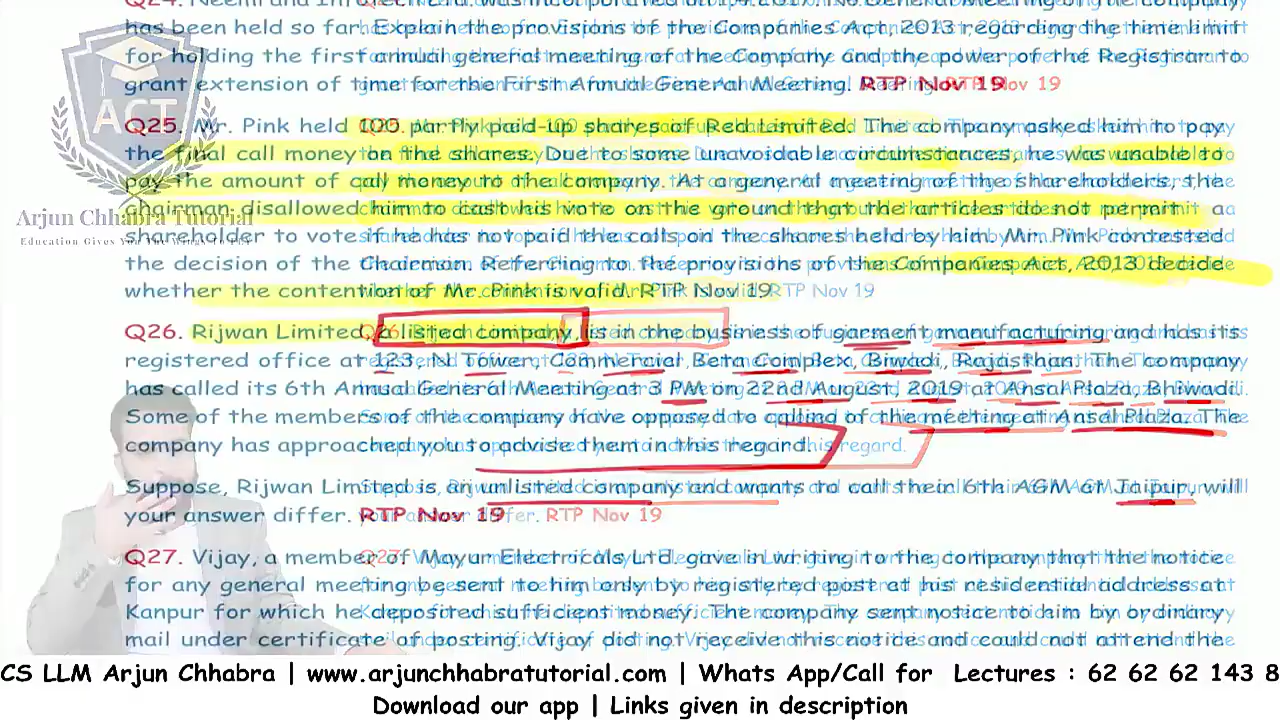 has been held so far. Explain the provisions of the Companies Act, 2013 regarding the time limit
for holding the first annual general meeting of the Company and the power of the Registrar to
grant extension of time for the First Annual General Meeting. RTP Nov 19
Q25. Mr. Pink held 100 partly paid-up shares of Red Limited. The company asked him to pay
the final call money on the shares. Due to some unavoidable circumstances, he was unable to
pay the amount of call money to the company. At a general meeting of the shareholders, the
chairman disallowed him to cast his vote on the ground that the articles do not permit a
shareholder to vote if he has not paid the calls on the shares held by him. Mr. Pink contested
the decision of the Chairman. Referring to the provisions of the Companies Act, 2013 decide
whether the contention of Mr. Pink is valid. RTP Nov 19
Q26. Rijwan Limited, a listed company, is in the business of garment manufacturing and has its
registered office at 123, N Tower, Commercial Beta Complex, Biwadi, Rajasthan. The company
has called its 6th Annual General Meeting at 3 PM on 22nd August, 2019 at Ansal Plaza, Bhiwadi.
Some of the members of the company have opposed to calling of the meeting at Ansal Plaza. The
company has approached you to advise them in this regard.
Suppose, Rijwan Limited is an unlisted company and wants to call their 6th AGM at Jaipur, will
your answer differ. RTP Nov 19
Q27. Vijay, a member of Mayur Electricals Ltd. gave in writing to the company that the notice
for any general meeting be sent to him only by registered post at his residential address at
Kanpur for which he deposited sufficient money. The company sent notice to him by ordinary
mail under certificate of posting. Vijay did not receive this notice and could not attend the
ACT
Arjun Chhabra Tutorial
Education Gives You The Wings To Fly
CS LLM Arjun Chhabra | www.arjunchhabratutorial.com | Whats App/Call for Lectures : 62 62 62 143 8
Download our app | Links given in description